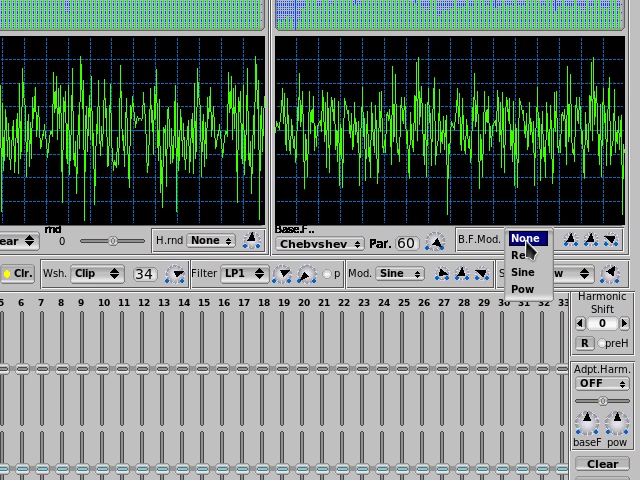 rnd
Base.F..
ear
0
H.rnd None
Chebyshev
Par. 60
B.F.Mod.
None
Sine
Pow
Clr.
Wsh. Clip
34
Filter LP1
p
Mod. Sine
S
w
5 6 7 8 9 10 11 12 13 14 15 16 17 18 19 20 21 22 23 24 25 26 27 28 29 30 31 32 33
Harmonic
Shift
0
R preH
Adpt.Harm.
OFF
baseF pow
Clear